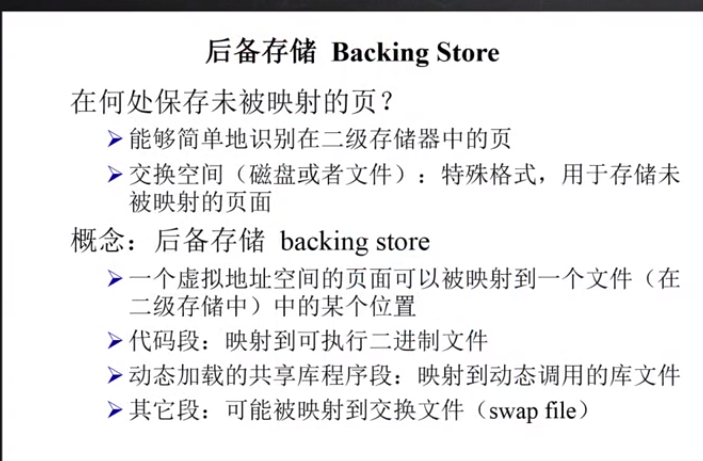 后备存储 Backing Store
在何处保存未被映射的页？
➢能够简单地识别在二级存储器中的页
➢交换空间（磁盘或者文件）：特殊格式，用于存储未
被映射的页面
概念：后备存储 backing store
➢一个虚拟地址空间的页面可以被映射到一个文件（在
二级存储中）中的某个位置
➢代码段：映射到可执行二进制文件
➢动态加载的共享库程序段：映射到动态调用的库文件
➢其它段：可能被映射到交换文件（swap file）